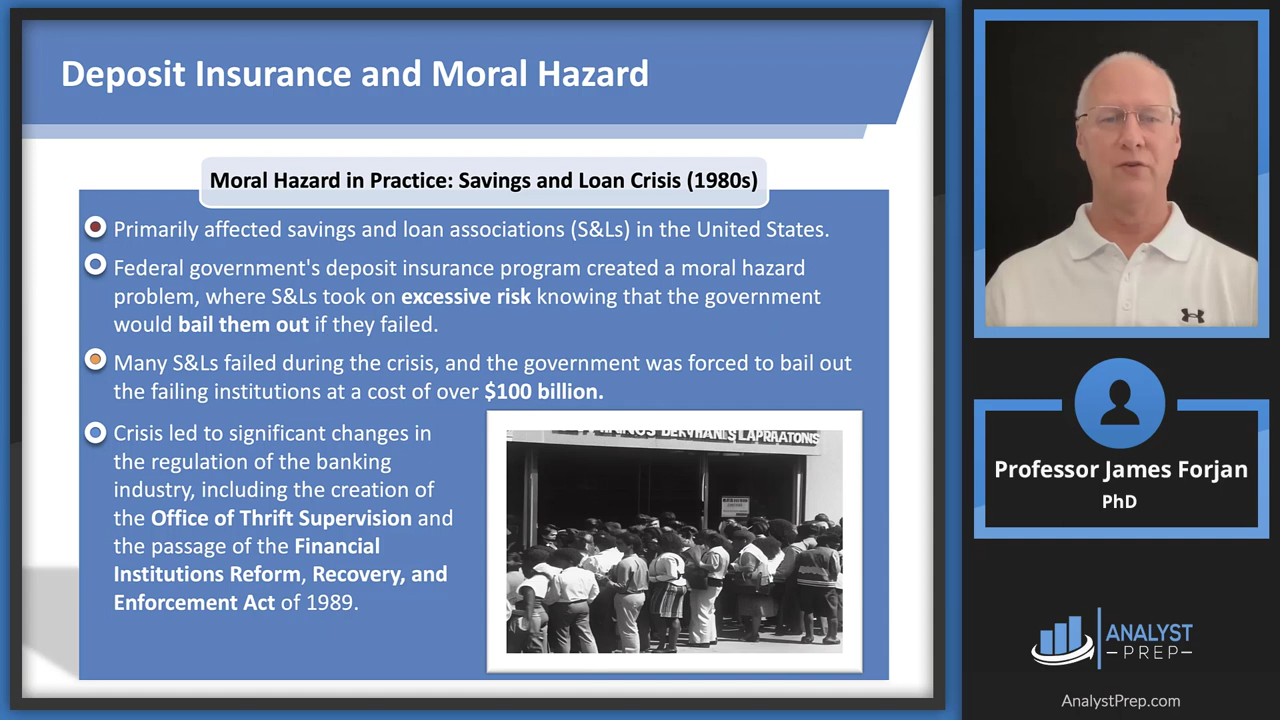 Deposit Insurance and Moral Hazard
Moral Hazard in Practice: Savings and Loan Crisis (1980s)
Primarily affected savings and loan associations (S&Ls) in the United States.
Federal government's deposit insurance program created a moral hazard
problem, where S&Ls took on excessive risk knowing that the government
would bail them out if they failed.
Many S&Ls failed during the crisis, and the government was forced to bail out
the failing institutions at a cost of over $100 billion.
Crisis led to significant changes in
the regulation of the banking
industry, including the creation of
the Office of Thrift Supervision and
the passage of the Financial
Institutions Reform, Recovery, and
Enforcement Act of 1989.
Professor James Forjan
PhD
ANALYST
PREP
AnalystPrep.com